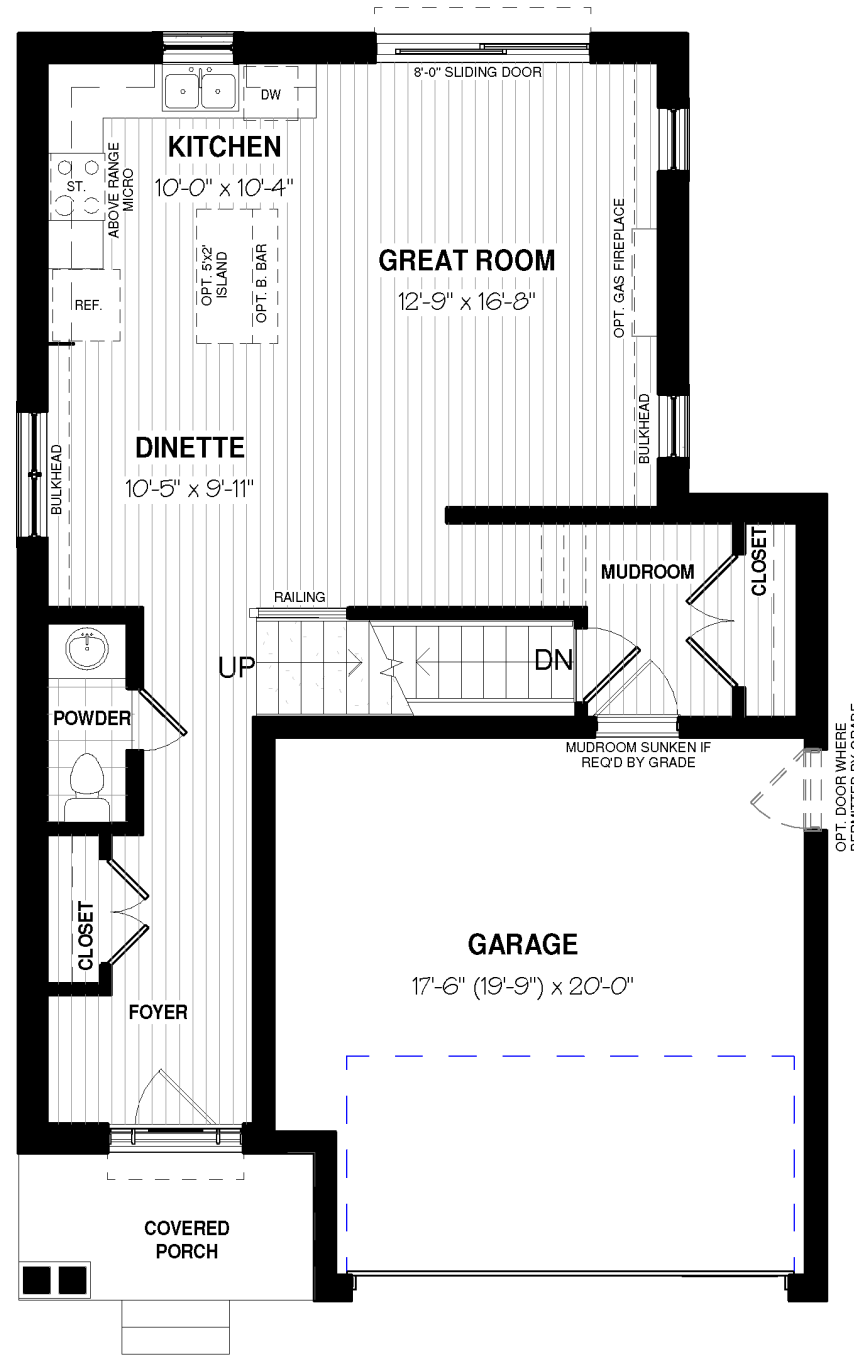 8'-0" SLIDING DOOR
DW
KITCHEN
10'-0" x 10'-4"
ST.
ABOVE RANGE
MICRO
REF.
OPT. 5'x2'
ISLAND
OPT. B. BAR
GREAT ROOM
12'-9" x 16'-8"
OPT. GAS FIREPLACE
BULKHEAD
DINETTE
10'-5" x 9'-11"
BULKHEAD
MUDROOM
CLOSET
RAILING
UP
DN
POWDER
MUDROOM SUNKEN IF
REQ'D BY GRADE
OPT. DOOR WHERE
PERMITTED BY GRADE
CLOSET
GARAGE
17'-6" (19'-9") x 20'-0"
FOYER
COVERED
PORCH